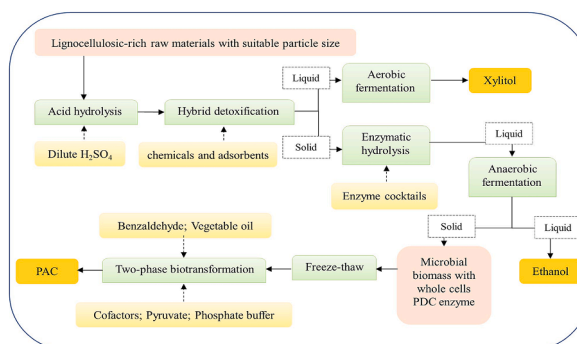 Lignocellulosic-rich raw materials with suitable particle size
Liquid
Aerobic
fermentation
Xylitol
Acid hydrolysis
Hybrid detoxification
Solid
Enzymatic
hydrolysis
Liquid
Dilute H₂SO₄
chemicals and adsorbents
Anaerobic
fermentation
Enzyme cocktails
Benzaldehyde; Vegetable oil
Solid
Liquid
PAC
Two-phase biotransformation
Freeze-thaw
Microbial
biomass with
whole cells
PDC enzyme
Ethanol
Cofactors; Pyruvate; Phosphate buffer